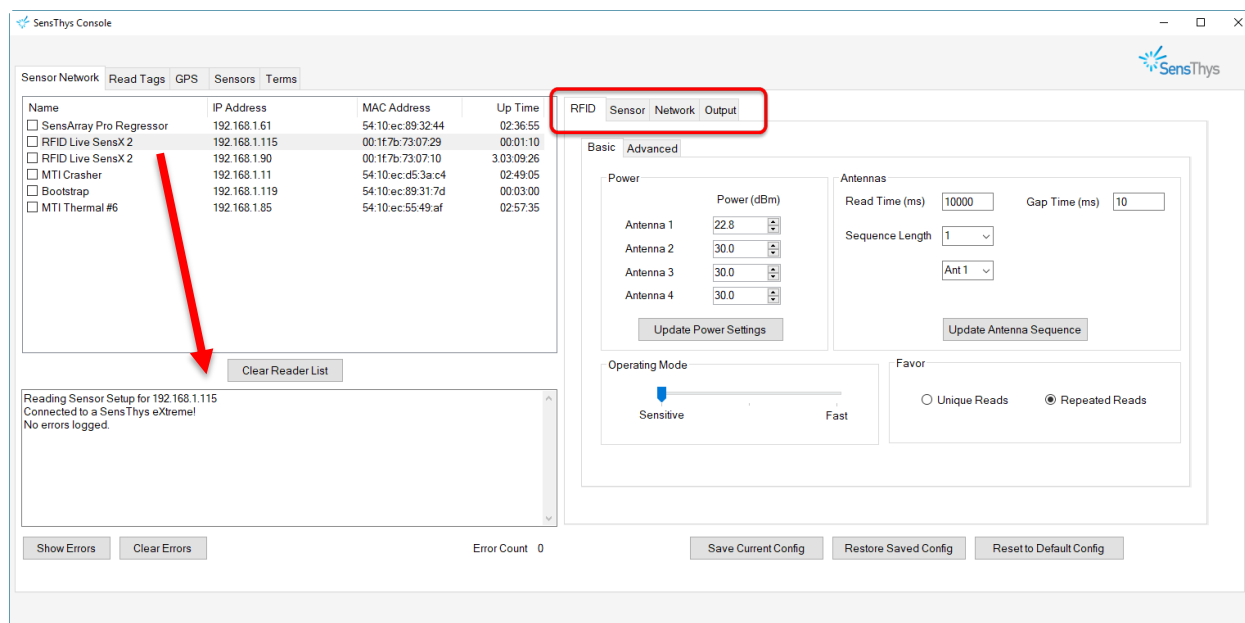 SensThys Console
SensThys
Sensor Network Read Tags GPS Sensors Terms
Name IP Address MAC Address Up Time
SensArray Pro Regressor 192.168.1.61 54:10:ec:89:32:44 02:36:55
RFID Live SensX 2 192.168.1.115 00:1f:7b:73:07:29 00:01:10
RFID Live SensX 2 192.168.1.90 00:1f:7b:73:07:10 3.03:09:26
MTI Crasher 192.168.1.11 54:10:ec:d5:3a:c4 02:49:05
Bootstrap 192.168.1.119 54:10:ec:89:31:7d 00:03:00
MTI Thermal #6 192.168.1.85 54:10:ec:55:49:af 02:57:35
Clear Reader List
Reading Sensor Setup for 192.168.1.115
Connected to a SensThys eXtreme!
No errors logged.
Show Errors Clear Errors Error Count 0
RFID Sensor Network Output
Basic Advanced
Power
Power (dBm)
Antenna 1 22.8
Antenna 2 30.0
Antenna 3 30.0
Antenna 4 30.0
Update Power Settings
Antennas
Read Time (ms) 10000 Gap Time (ms) 10
Sequence Length 1
Ant 1
Update Antenna Sequence
Operating Mode
Sensitive Fast
Favor
Unique Reads Repeated Reads
Save Current Config Restore Saved Config Reset to Default Config